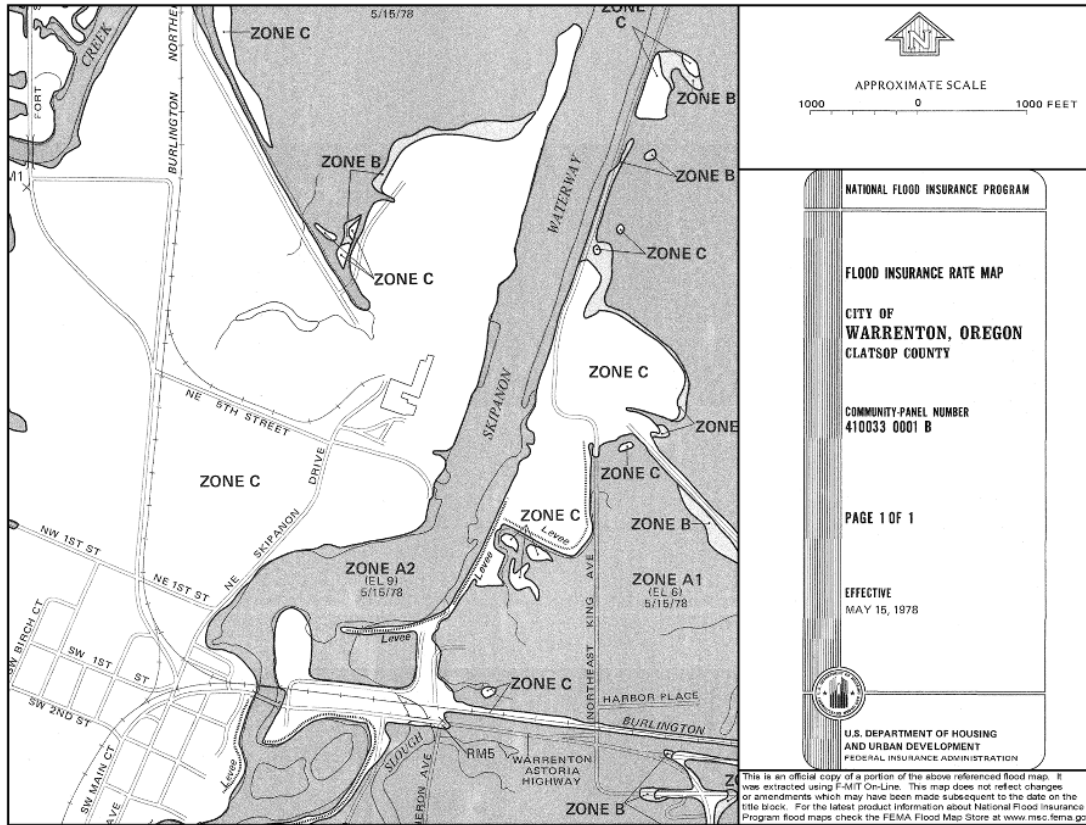 5/15/78
ZONE C
ZONE
C
CREEK
FORT
BURLINGTON NORTHE
ZONE B
ZONE B
ZONE B
WATERWAY
M1
ZONE C
ZONE C
SKIPANON
ZONE C
NE 5TH STREET
ZONE
ZONE C
ZONE C
NE SKIPANON DRIVE
ZONE C
Levee
ZONE B
NW 1ST ST
NE 1ST ST
Levee
ZONE A2
(EL 9)
5/15/78
ZONE A1
(EL 6)
5/15/78
NORTHEAST KING AVE
SW BIRCH CT
Levee
SW 1ST ST
ZONE C
HARBOR PLACE
SW 2ND ST
BURLINGTON
Levee
SLOUGH
RM5
WARRENTON
ASTORIA
HIGHWAY
SW MAIN CT
AVE
HERON AVE
ZONE B
N
APPROXIMATE SCALE
1000 0 1000 FEET
NATIONAL FLOOD INSURANCE PROGRAM
FLOOD INSURANCE RATE MAP
CITY OF
WARRENTON, OREGON
CLATSOP COUNTY
COMMUNITY-PANEL NUMBER
410033 0001 B
PAGE 1 OF 1
EFFECTIVE
MAY 15, 1978
U.S. DEPARTMENT OF HOUSING
AND URBAN DEVELOPMENT
FEDERAL INSURANCE ADMINISTRATION
This is an official copy of a portion of the above referenced flood map. It
was extracted using F-MIT On-Line. This map does not reflect changes
or amendments which may have been made subsequent to the date on the
title block. For the latest product information about National Flood Insurance
Program flood maps check the FEMA Flood Map Store at www.msc.fema.go